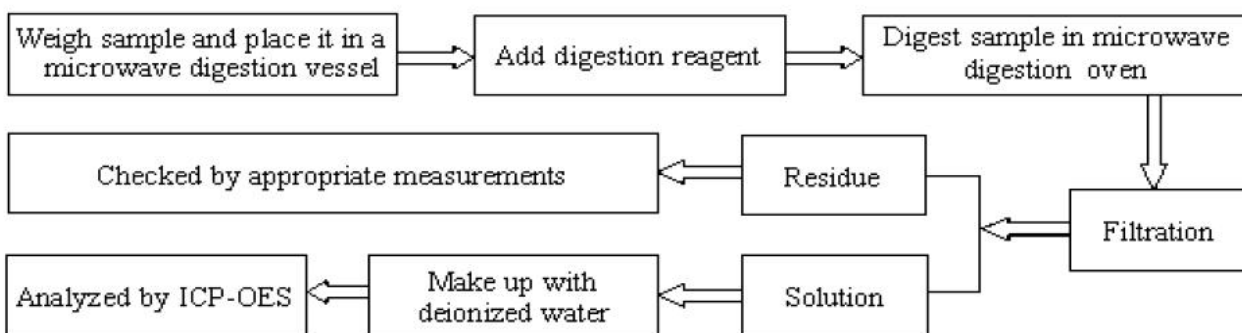 Weigh sample and place it in a
microwave digestion vessel
Add digestion reagent
Digest sample in microwave
digestion oven
Filtration
Residue
Checked by appropriate measurements
Solution
Make up with
deionized water
Analyzed by ICP-OES